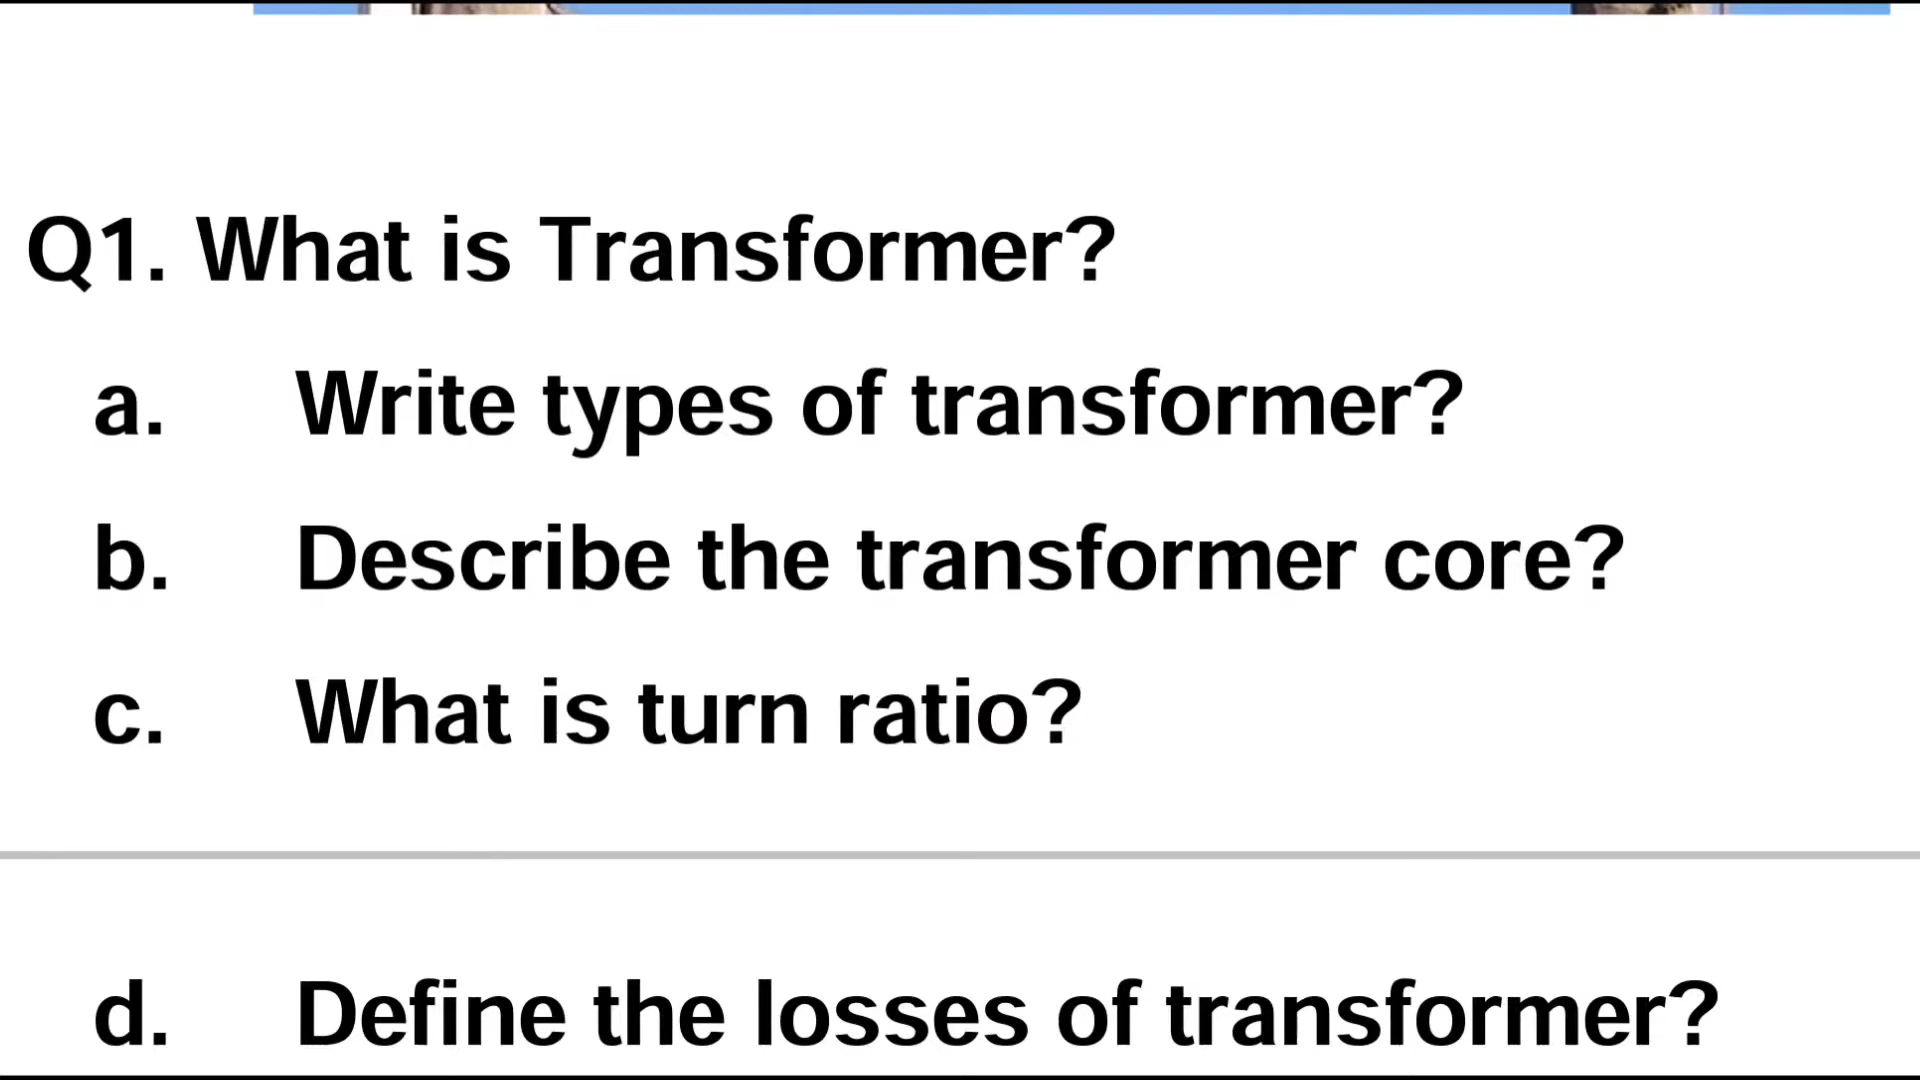 Q1. What is Transformer?
a. Write types of transformer?
b. Describe the transformer core?
c. What is turn ratio?
d. Define the losses of transformer?